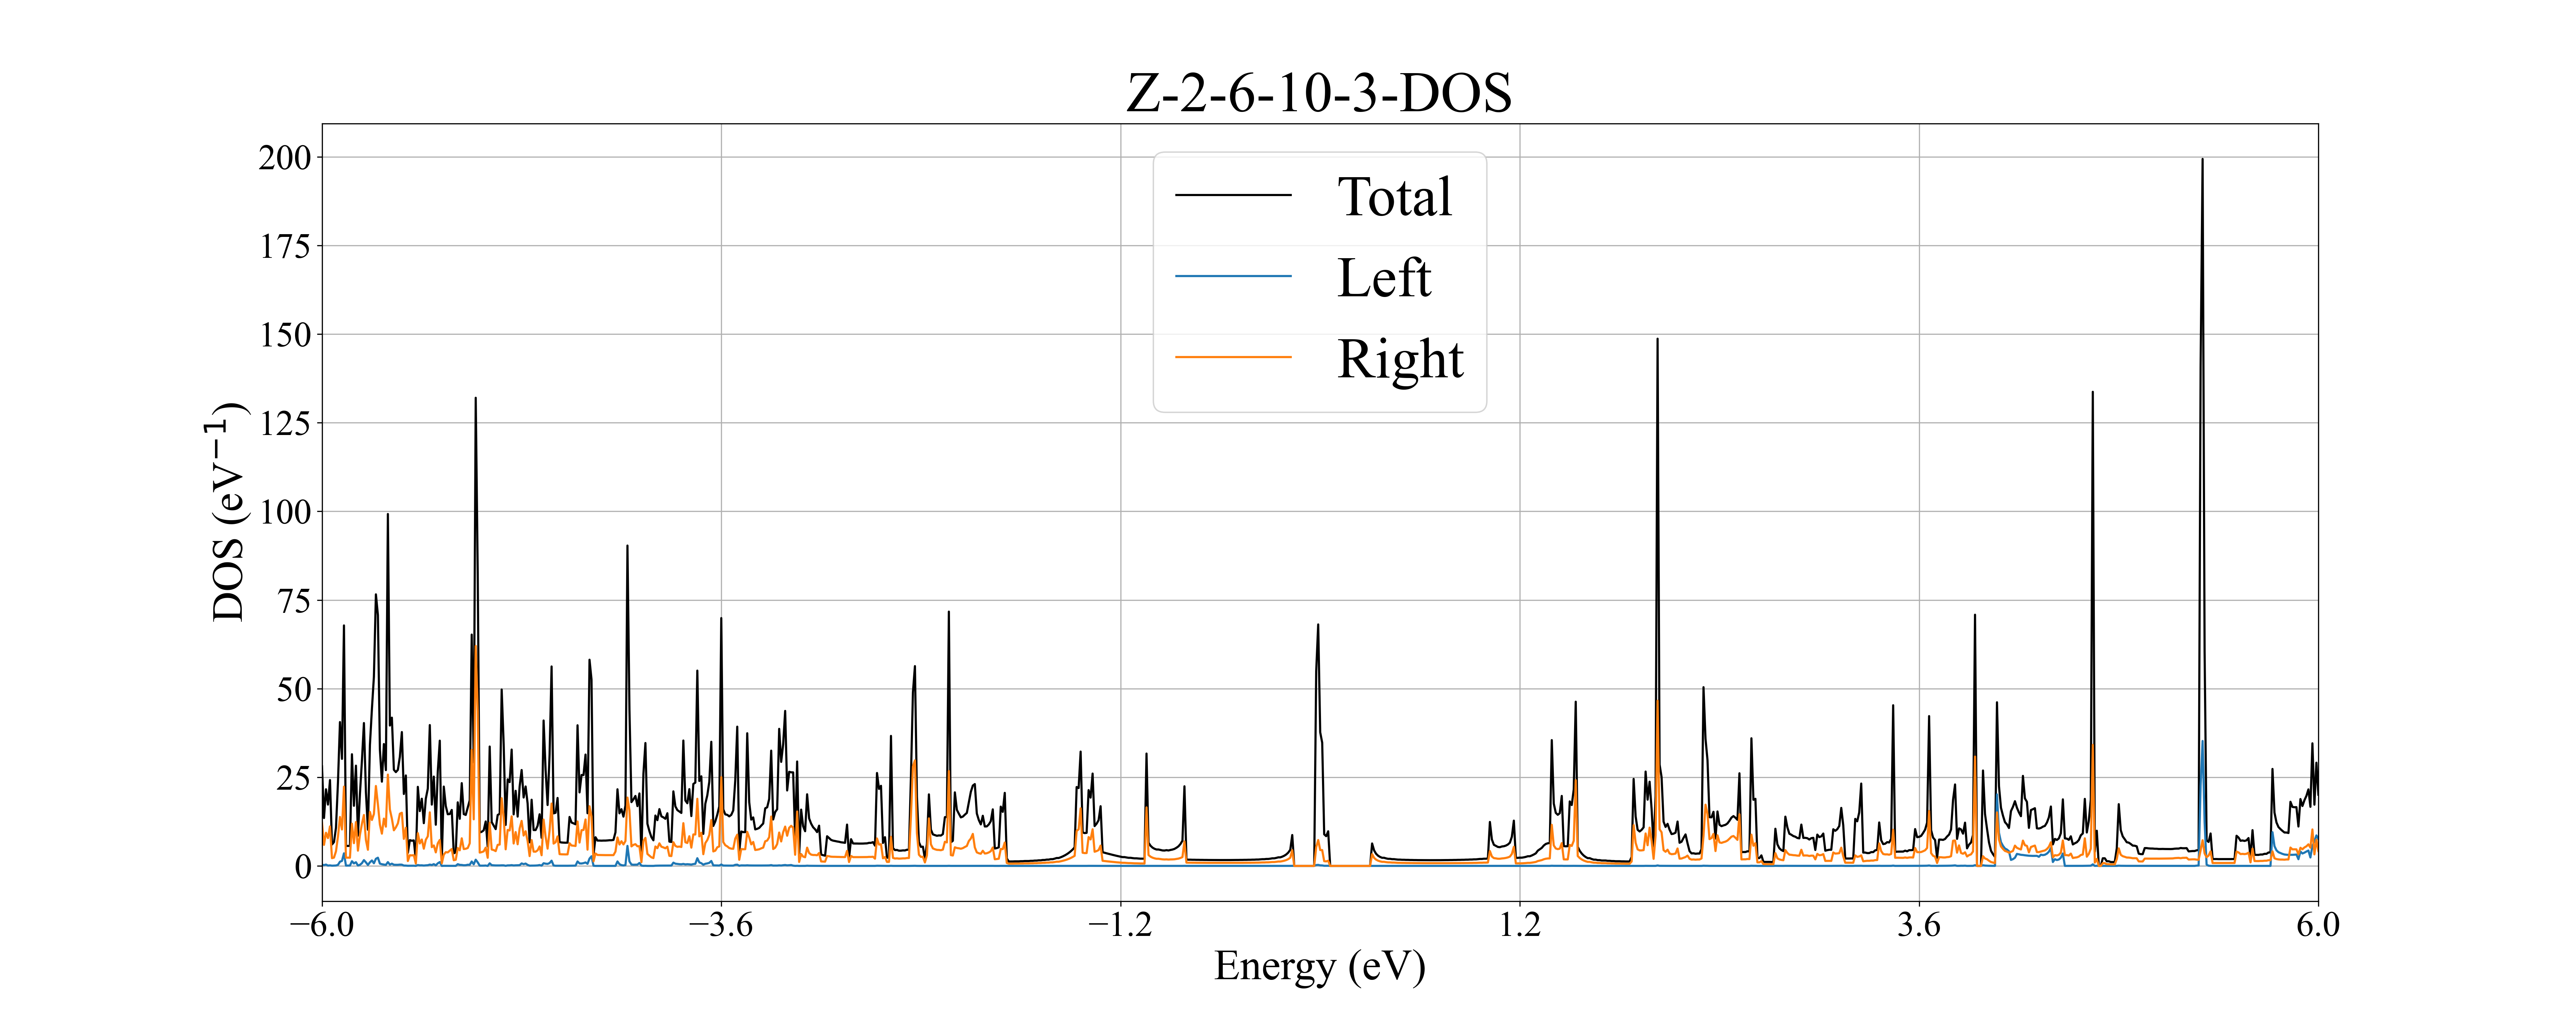 Z-2-6-10-3-DOS
200
175
150
125
100
75
50
25
0
DOS (eV⁻¹)
Total
Left
Right
−6.0 −3.6 −1.2 1.2 3.6 6.0
Energy (eV)